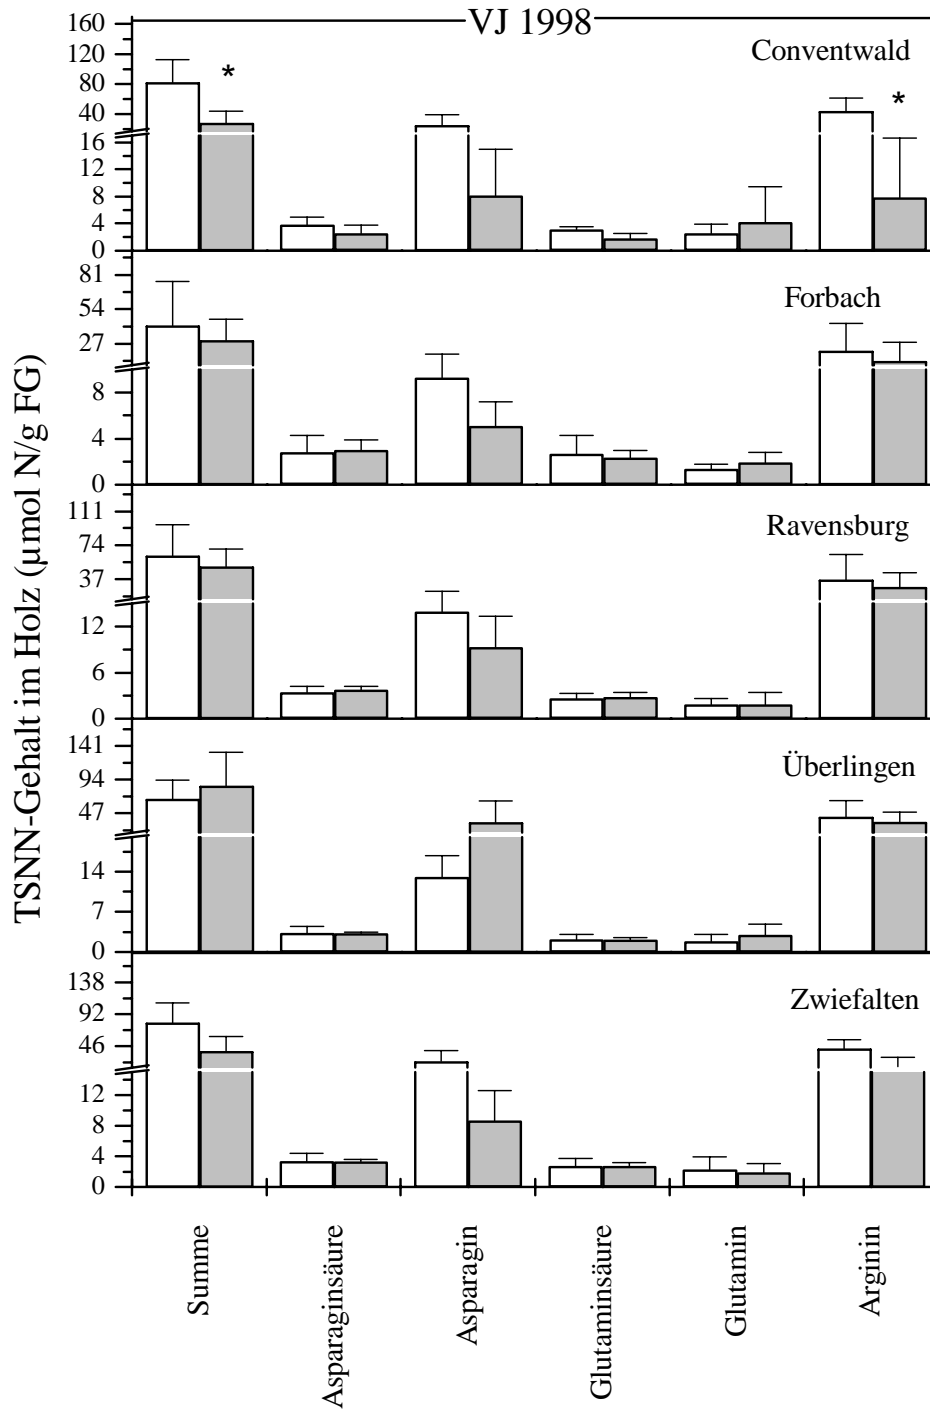 VJ 1998
TSNN-Gehalt im Holz (µmol N/g FG)
Conventwald
160
120
80
40
16
12
8
4
0
*
*
Forbach
81
54
27
8
4
0
Ravensburg
111
74
37
12
6
0
Überlingen
141
94
47
14
7
0
Zwiefalten
138
92
46
12
8
4
0
Summe
Asparaginsäure
Asparagin
Glutaminsäure
Glutamin
Arginin